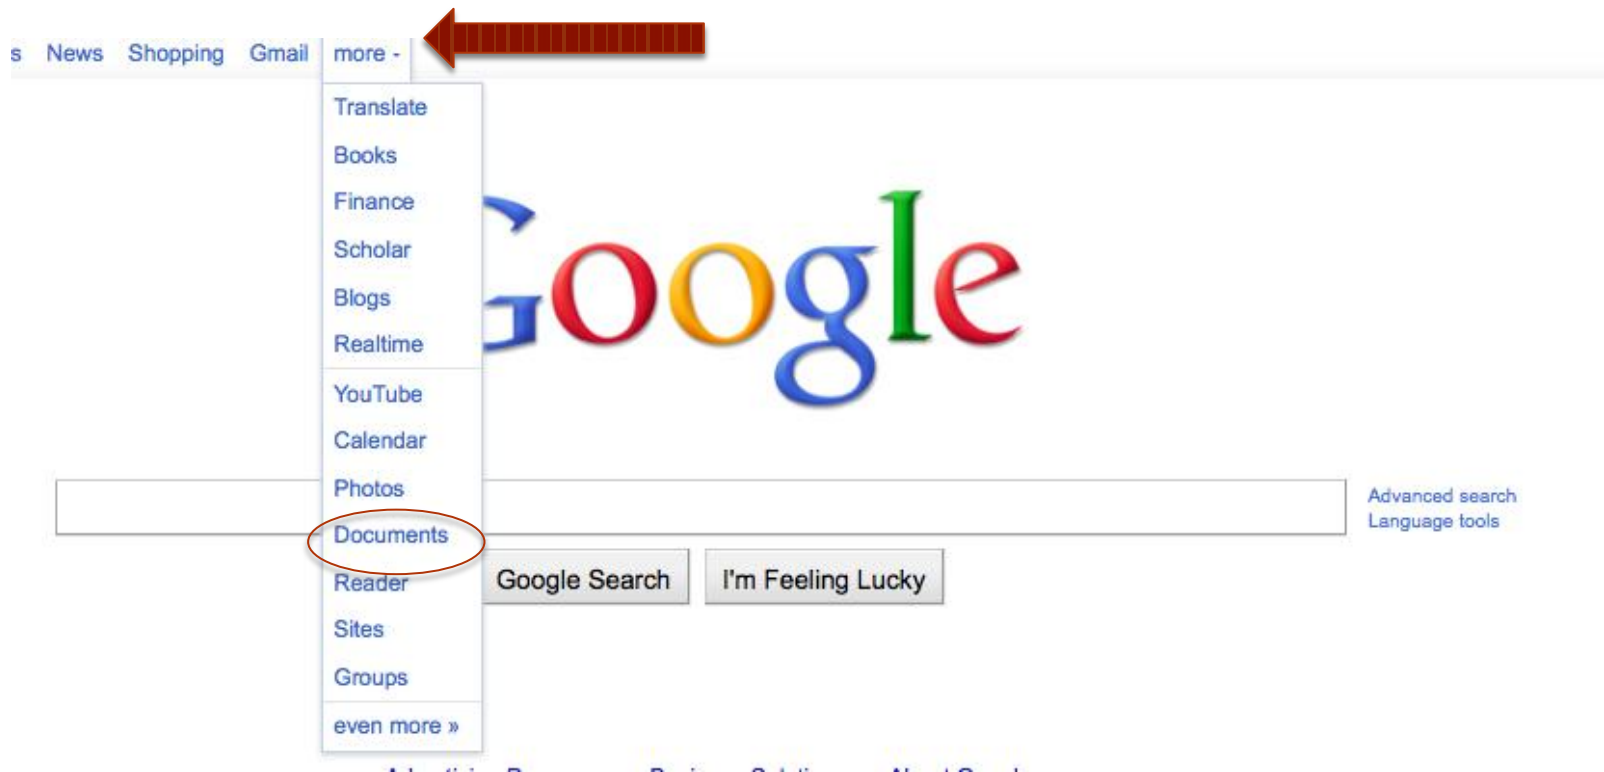 s News Shopping Gmail more -
Translate
Books
Finance
Scholar
Blogs
Realtime
YouTube
Calendar
Photos
Documents
Reader
Sites
Groups
even more »
Google
Advanced search
Language tools
Google Search I'm Feeling Lucky